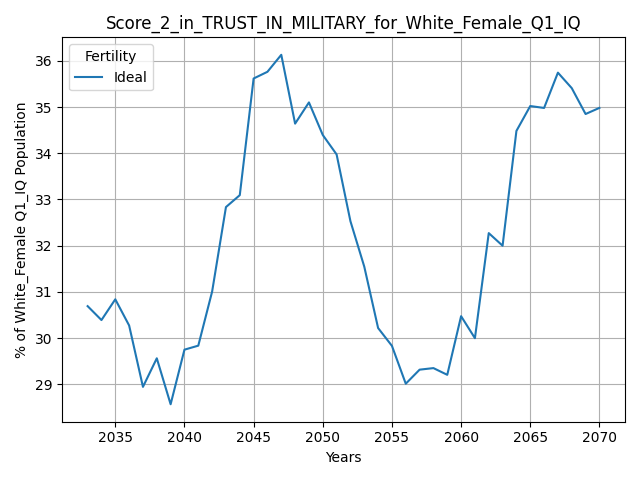 Score_2_in_TRUST_IN_MILITARY_for_White_Female_Q1_IQ
Fertility
Ideal
% of White_Female Q1_IQ Population
36
35
34
33
32
31
30
29
2035 2040 2045 2050 2055 2060 2065 2070
Years